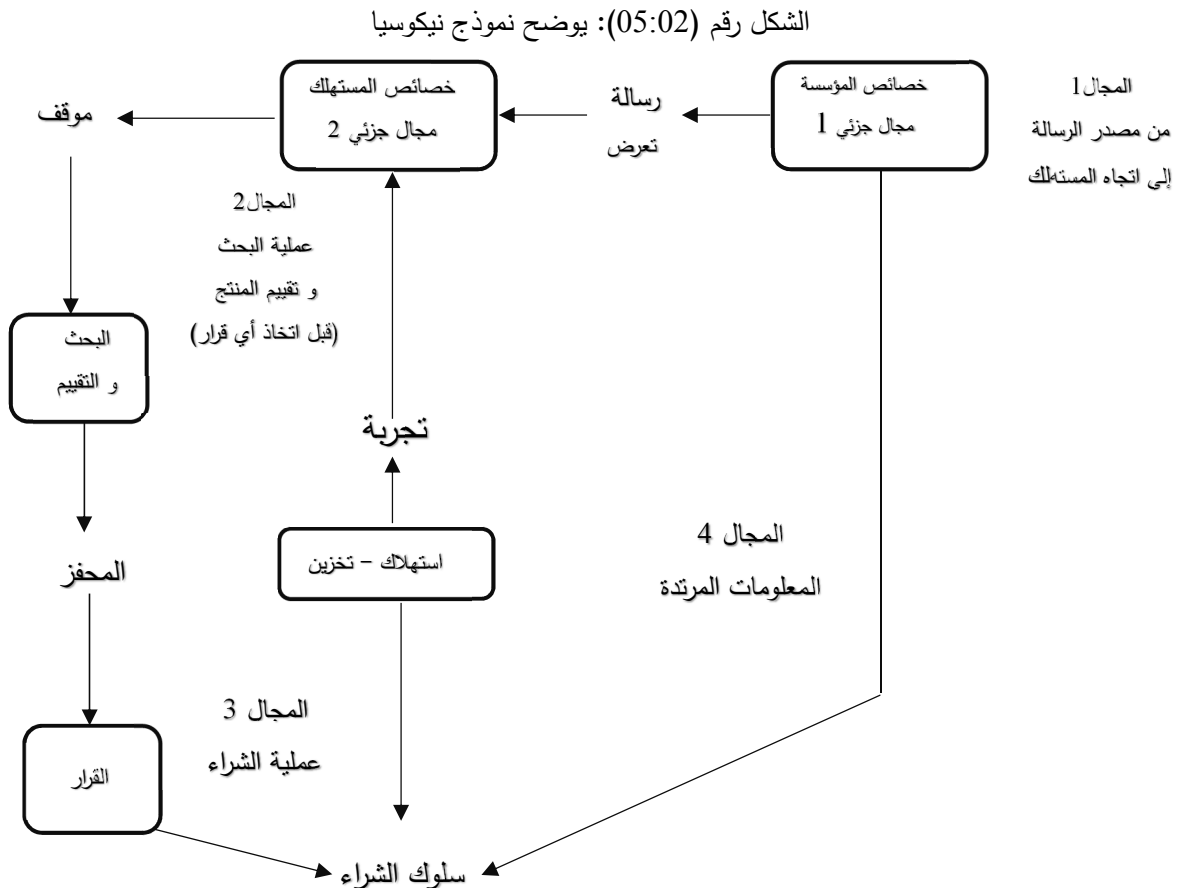 الشكل رقم (05:02): يوضح نموذج نيكوسيا
المجال1
من مصدر الرسالة
إلى اتجاه المستهلك
خصائص المؤسسة
مجال جزئي 1
رسالة
تعرض
خصائص المستهلك
مجال جزئي 2
موقف
المجال2
عملية البحث
و تقييم المنتج
(قبل اتخاذ أي قرار)
البحث
و التقييم
تجربة
المجال 4
المعلومات المرتدة
استهلاك – تخزين
المحفز
المجال 3
عملية الشراء
القرار
سلوك الشراء